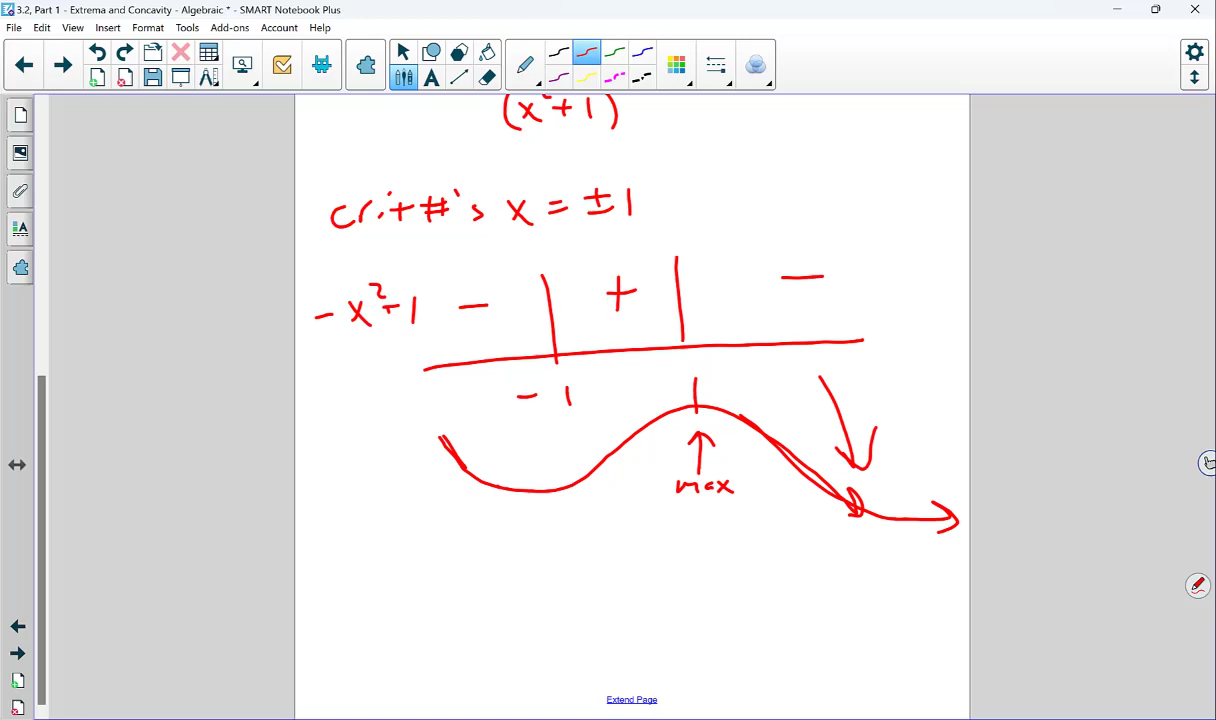 3.2, Part 1 - Extrema and Concavity - Algebraic * - SMART Notebook Plus
File Edit View Insert Format Tools Add-ons Account Help
(x²+1)
crit #'s x = ±1
-x²+1 - + -
-1 1
max
Extend Page